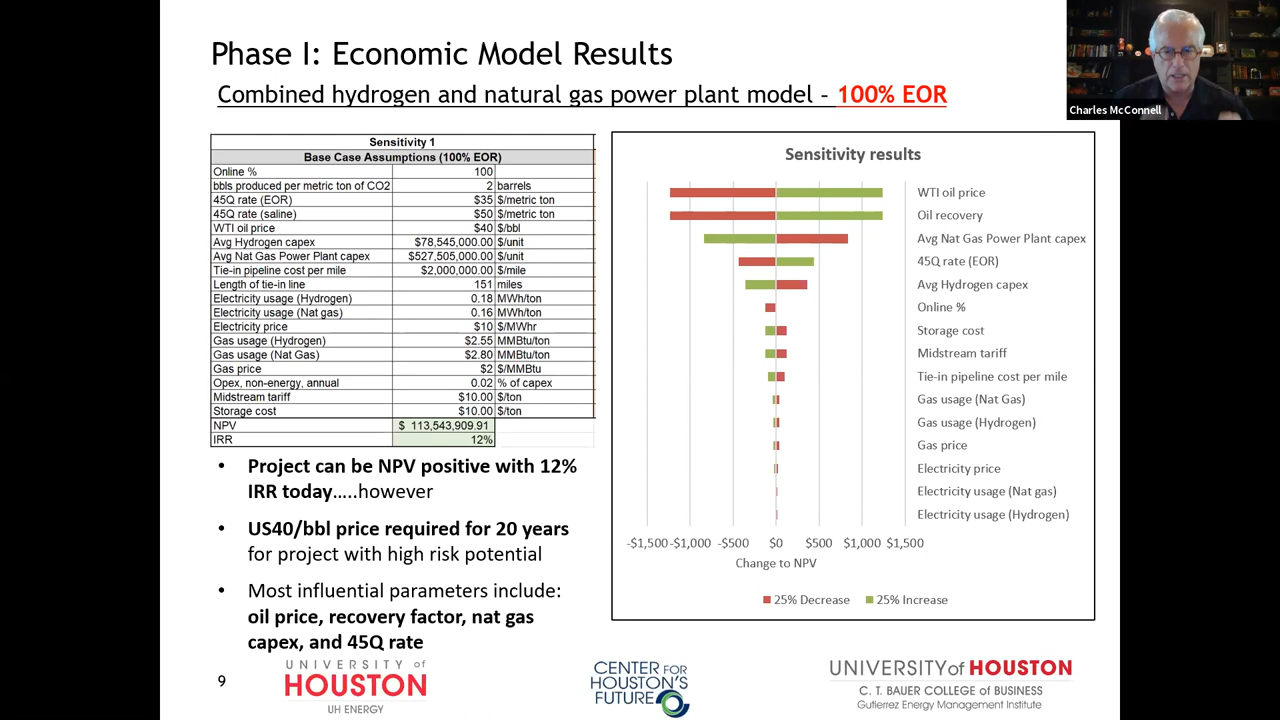 Phase I: Economic Model Results
Combined hydrogen and natural gas power plant model - 100% EOR
Charles McConnell
Sensitivity 1
Base Case Assumptions (100% EOR)
Online % 100
bbls produced per metric ton of CO2 2 barrels
45Q rate (EOR) $35 $/metric ton
45Q rate (saline) $50 $/metric ton
WTI oil price $40 $/bbl
Avg Hydrogen capex $78,545,000.00 $/unit
Avg Nat Gas Power Plant capex $527,505,000.00 $/unit
Tie-in pipeline cost per mile $2,000,000.00 $/mile
Length of tie-in line 151 miles
Electricity usage (Hydrogen) 0.18 MWh/ton
Electricity usage (Nat gas) 0.16 MWh/ton
Electricity price $10 $/MWhr
Gas usage (Hydrogen) $2.55 MMBtu/ton
Gas usage (Nat Gas) $2.80 MMBtu/ton
Gas price $2 $/MMBtu
Opex, non-energy, annual 0.02 % of capex
Midstream tariff $10.00 $/ton
Storage cost $10.00 $/ton
NPV $ 113,543,909.91
IRR 12%
• Project can be NPV positive with 12%
IRR today.....however
• US40/bbl price required for 20 years
for project with high risk potential
• Most influential parameters include:
oil price, recovery factor, nat gas
capex, and 45Q rate
Sensitivity results
WTI oil price
Oil recovery
Avg Nat Gas Power Plant capex
45Q rate (EOR)
Avg Hydrogen capex
Online %
Storage cost
Midstream tariff
Tie-in pipeline cost per mile
Gas usage (Nat Gas)
Gas usage (Hydrogen)
Gas price
Electricity price
Electricity usage (Nat gas)
Electricity usage (Hydrogen)
-$1,500 -$1,000 -$500 $0 $500 $1,000 $1,500
Change to NPV
25% Decrease 25% Increase
9
UNIVERSITY of
HOUSTON
UH ENERGY
CENTER FOR
HOUSTON'S
FUTURE
UNIVERSITY of HOUSTON
C. T. BAUER COLLEGE of BUSINESS
Gutierrez Energy Management Institute